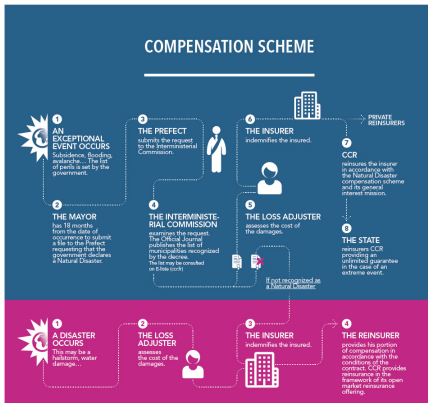 COMPENSATION SCHEME
1
AN
EXCEPTIONAL
EVENT OCCURS
Subsidence, flooding,
avalanche... The list
of perils is set by the
government.
2
THE MAYOR
has 18 months
from the date of
occurrence to submit
a file to the Prefect
requesting that the
government declares
a Natural Disaster.
3
THE PREFECT
submits the request
to the Interministerial
Commission.
4
THE INTERMINISTE-
RIAL COMMISSION
examines the request.
The Official Journal
publishes the list of
municipalities recognized
by the decree.
The list may be consulted
on E-liste (ccr.fr)
5
THE LOSS ADJUSTER
assesses the cost of
the damages.
6
THE INSURER
indemnifies the insured.
PRIVATE
REINSURERS
7
CCR
reinsures the insurer
in accordance with
the Natural Disaster
compensation scheme
and its general
interest mission.
8
THE STATE
reinsures CCR
providing an
unlimited guarantee
in the case of an
extreme event.
If not recognized as
a Natural Disaster
1
A DISASTER
OCCURS
This may be a
hailstorm, water
damage...
2
THE LOSS
ADJUSTER
assesses
the cost of the
damages.
3
THE INSURER
indemnifies the insured.
4
THE REINSURER
provides his portion
of compensation in
accordance with the
conditions of the
contract. CCR provides
reinsurance in the
framework of its open
market reinsurance
offering.